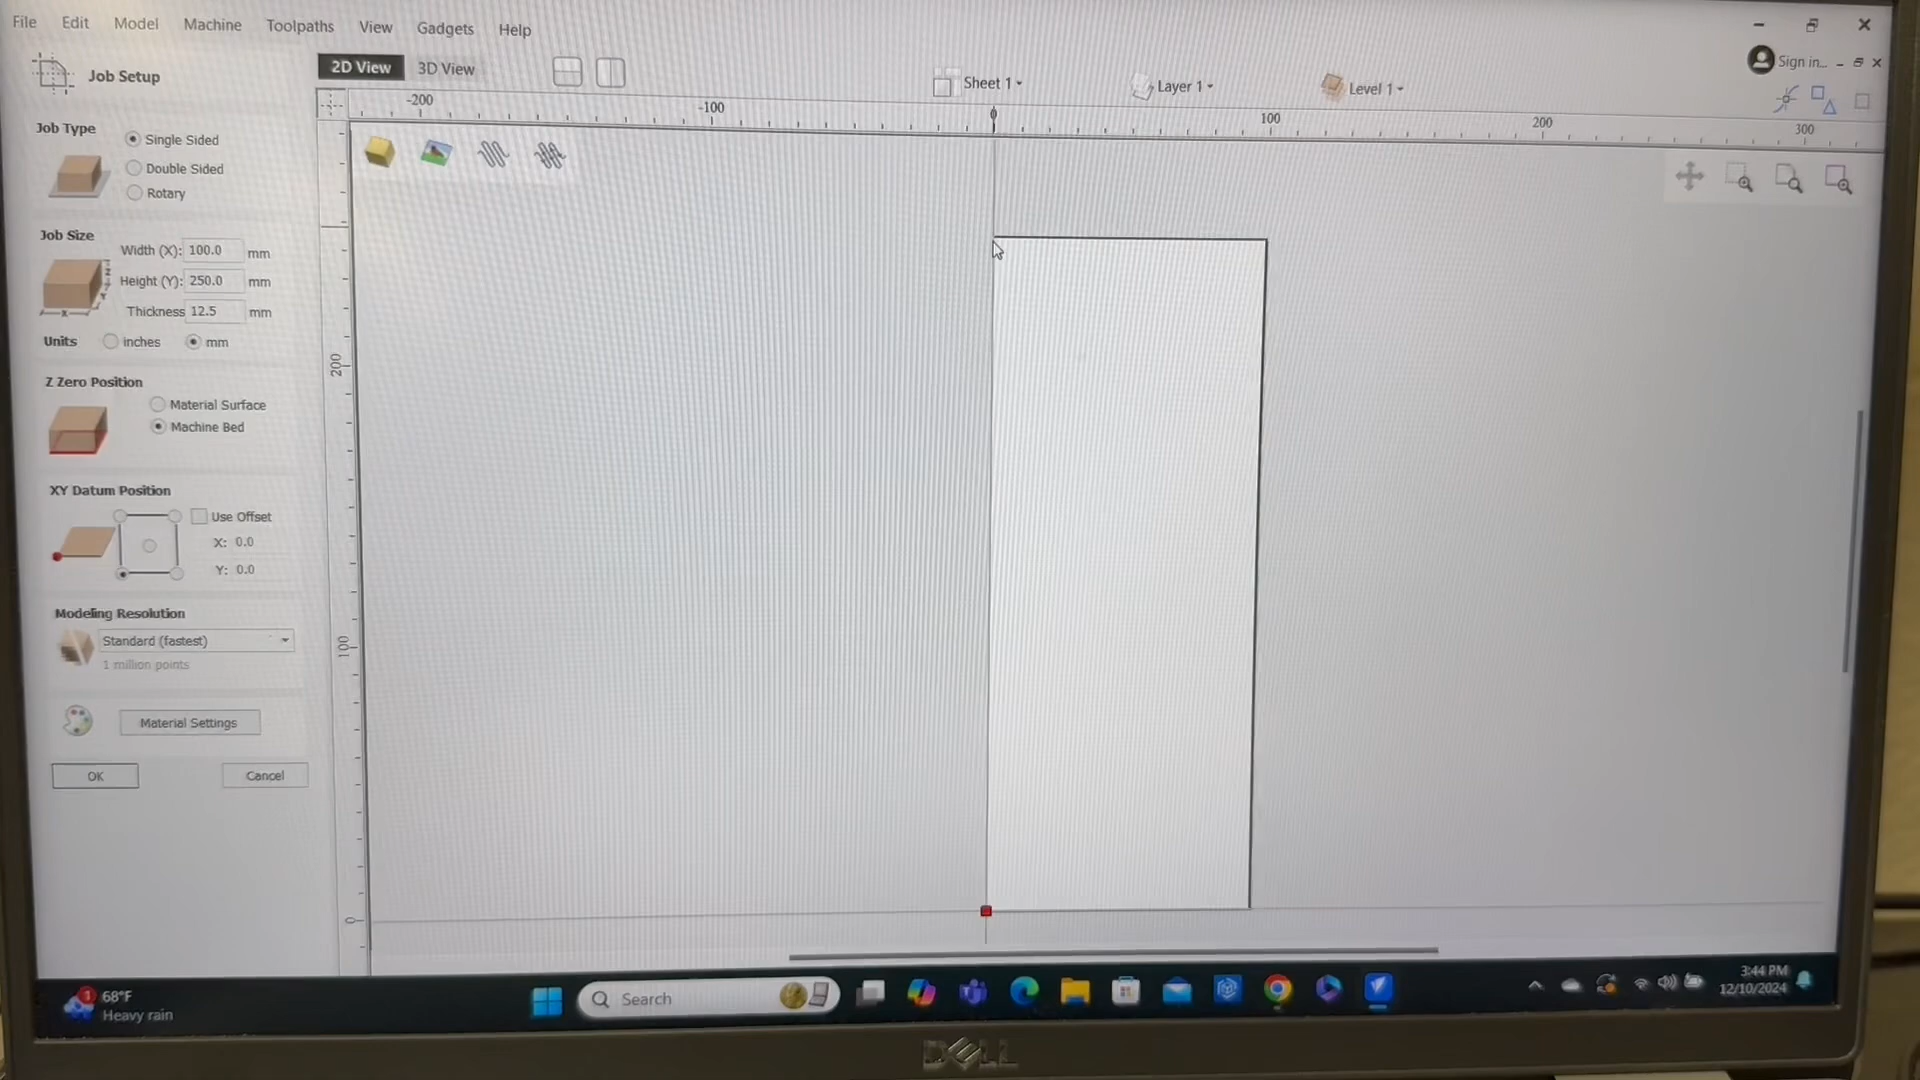 File Edit Model Machine Toolpaths View Gadgets Help
Sign in...
Job Setup
2D View 3D View
Sheet 1 Layer 1 Level 1
-200 -100 0 100 200 300
Job Type
Single Sided
Double Sided
Rotary
Job Size
Width (X): 100.0 mm
Height (Y): 250.0 mm
Thickness 12.5 mm
Z
Y
X
Units inches mm
200
Z Zero Position
Material Surface
Machine Bed
XY Datum Position
Use Offset
X: 0.0
Y: 0.0
Modeling Resolution
Standard (fastest)
1 million points
100
Material Settings
OK Cancel
0
1
68°F
Heavy rain
Search
3:44 PM
12/10/2024
DELL